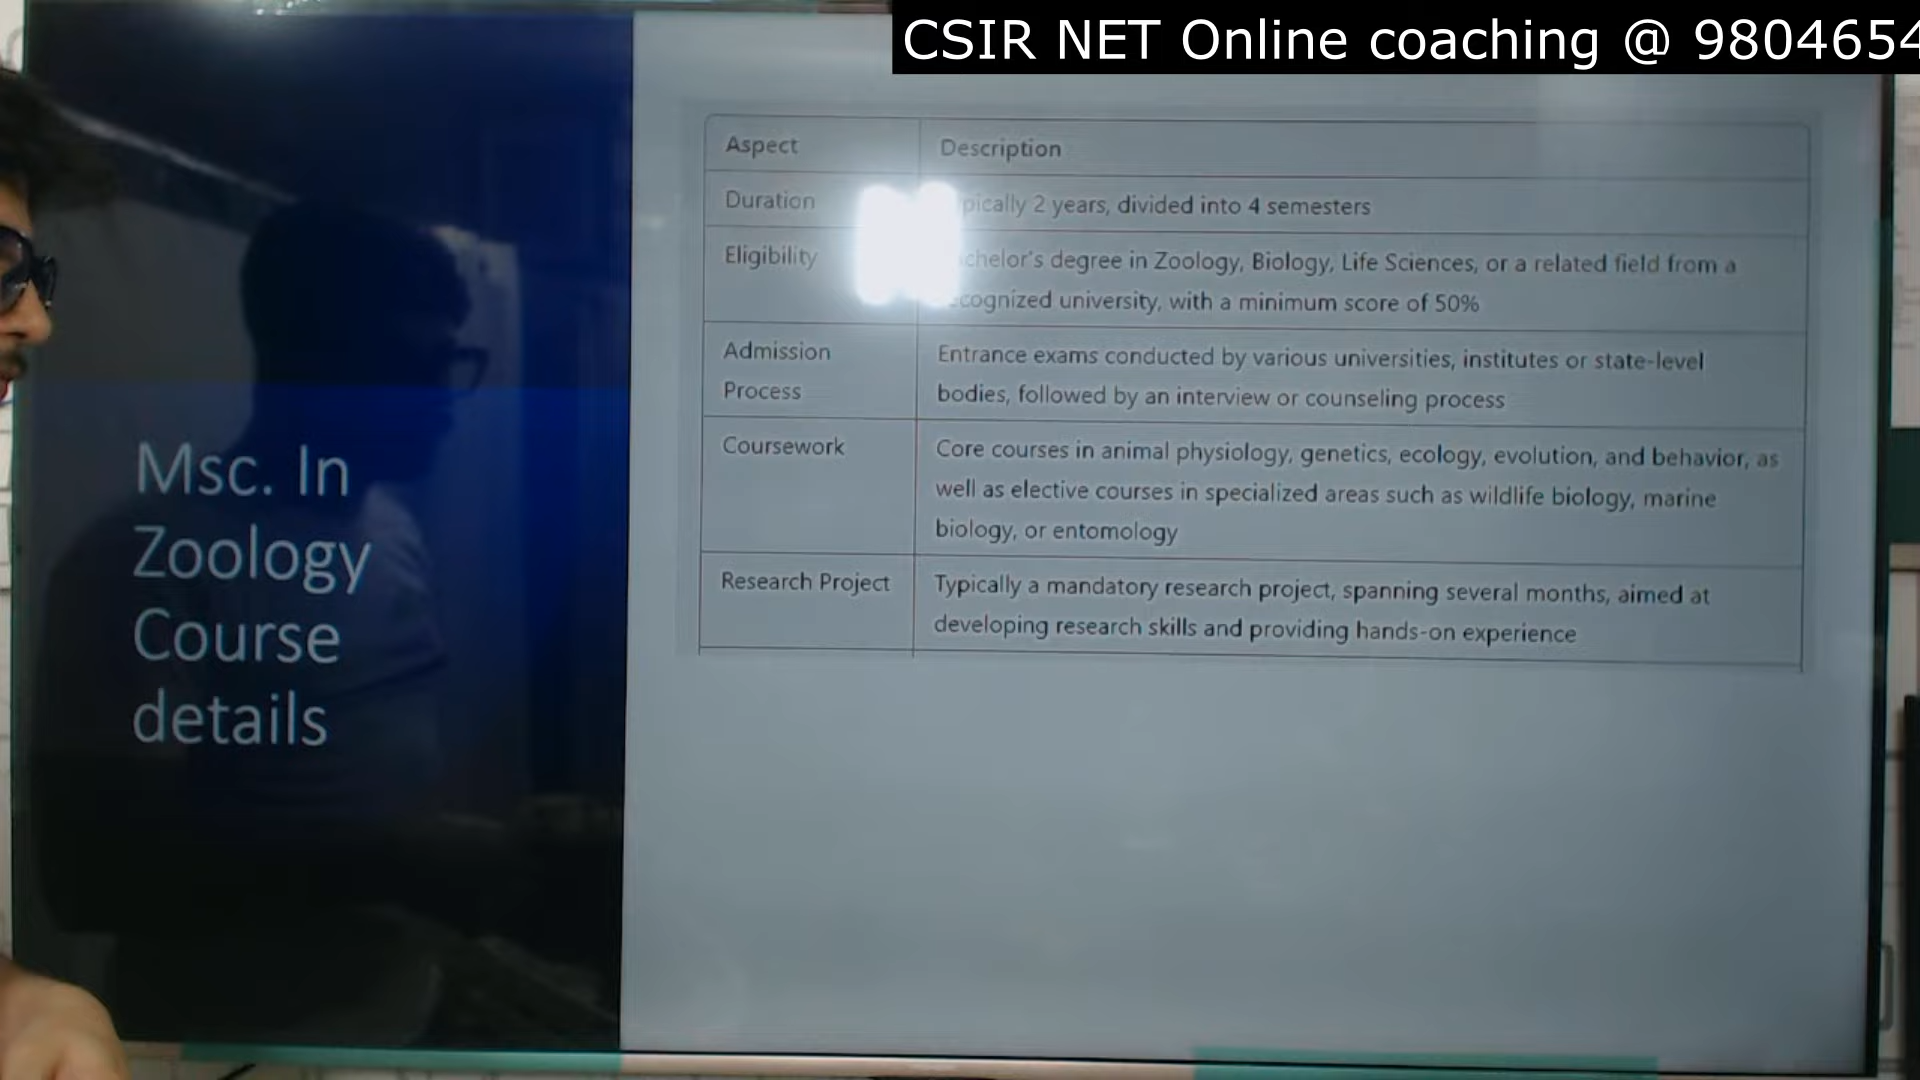 CSIR NET Online coaching @ 9804654
Msc. In
Zoology
Course
details
Aspect Description
Duration 2 years, divided into 4 semesters
Eligibility degree in Zoology, Biology, Life Sciences, or a related field from a
university, with a minimum score of 50%
Admission Entrance exams conducted by various universities, institutes or state-level
Process bodies, followed by an interview or counseling process
Coursework Core courses in animal physiology, genetics, ecology, evolution, and behavior, as
well as elective courses in specialized areas such as wildlife biology, marine
biology, or entomology
Research Project Typically a mandatory research project, spanning several months, aimed at
developing research skills and providing hands-on experience